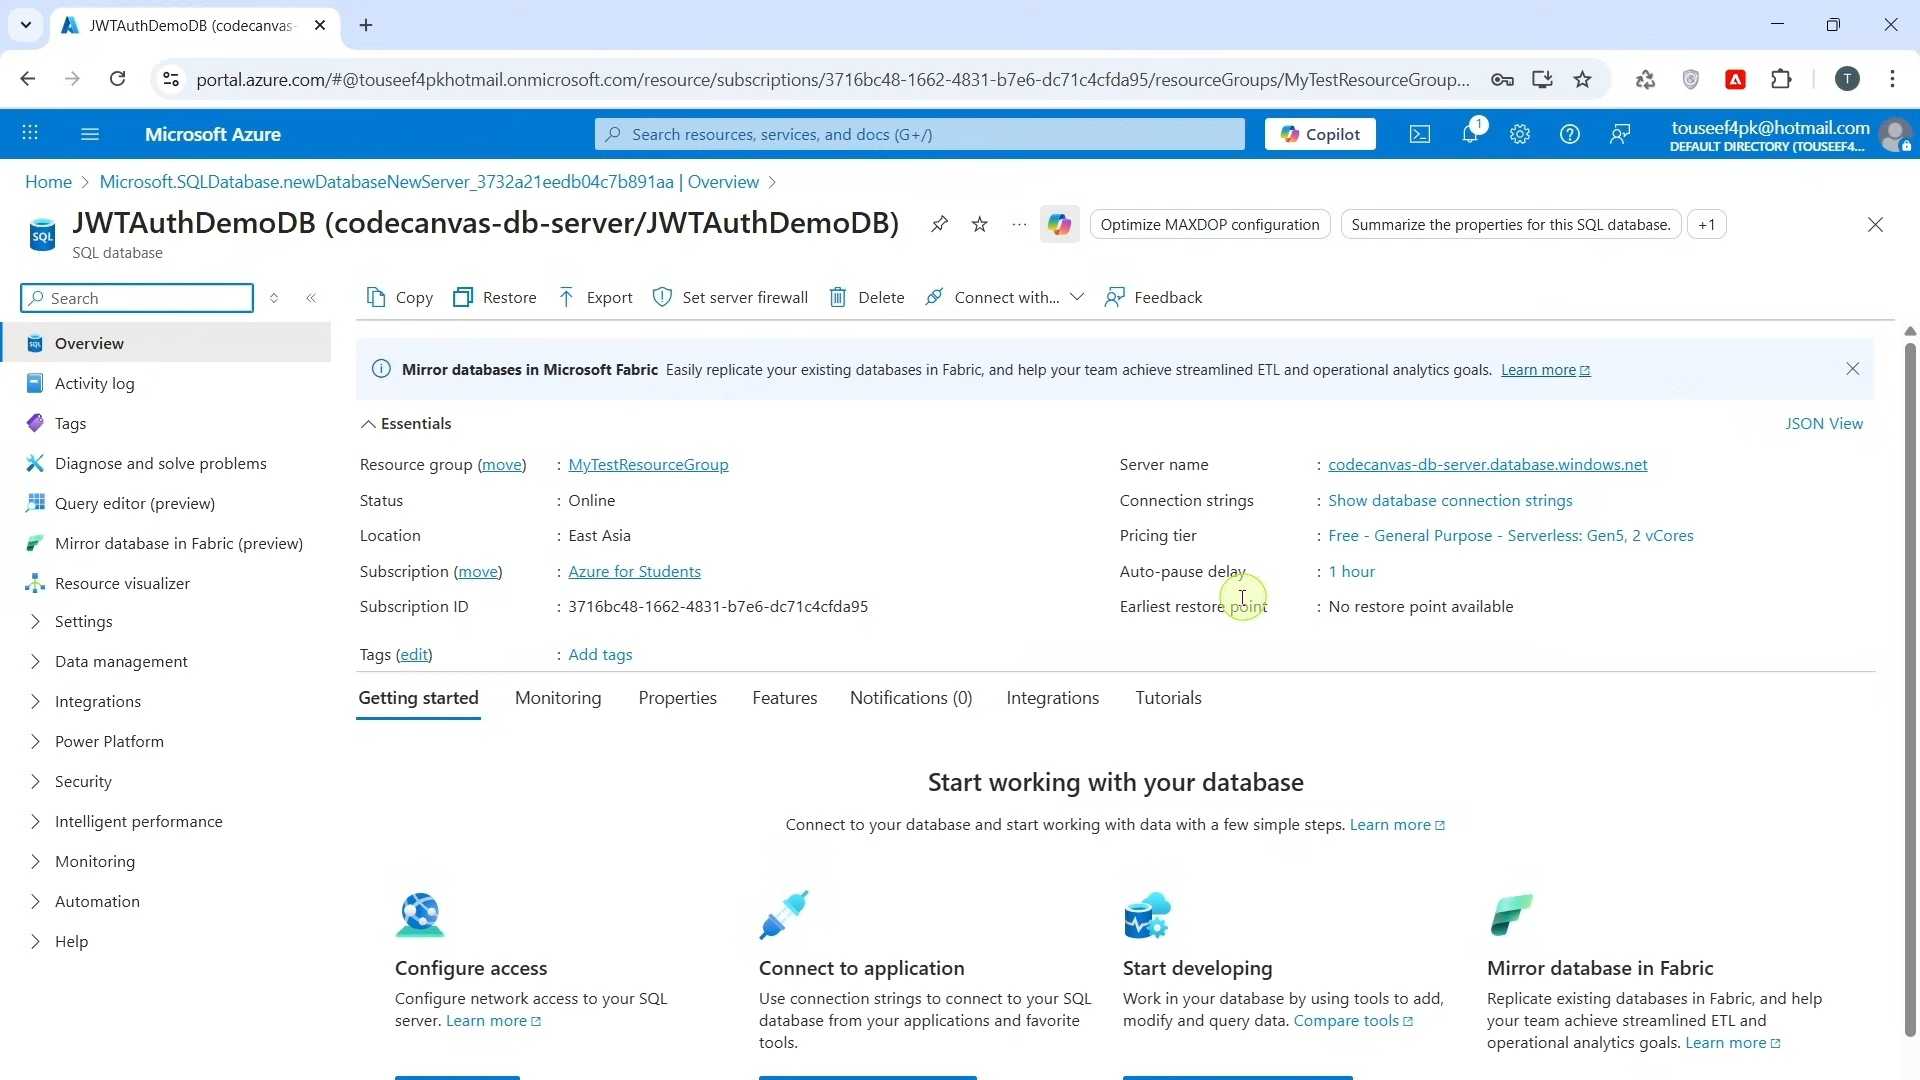 JWTAuthDemoDB (codecanvas-
portal.azure.com/#@touseef4pkhotmail.onmicrosoft.com/resource/subscriptions/3716bc48-1662-4831-b7e6-dc71c4cfda95/resourceGroups/MyTestResourceGroup...
T
Microsoft Azure
Search resources, services, and docs (G+/)
Copilot
1
touseef4pk@hotmail.com
DEFAULT DIRECTORY (TOUSEEF4...
Home > Microsoft.SQLDatabase.newDatabaseNewServer_3732a21eedb04c7b891aa | Overview >
SQL
JWTAuthDemoDB (codecanvas-db-server/JWTAuthDemoDB)
SQL database
Optimize MAXDOP configuration
Summarize the properties for this SQL database.
+1
Search
Copy
Restore
Export
Set server firewall
Delete
Connect with...
Feedback
Overview
Activity log
Tags
Diagnose and solve problems
Query editor (preview)
Mirror database in Fabric (preview)
Resource visualizer
Settings
Data management
Integrations
Power Platform
Security
Intelligent performance
Monitoring
Automation
Help
Mirror databases in Microsoft Fabric Easily replicate your existing databases in Fabric, and help your team achieve streamlined ETL and operational analytics goals. Learn more
Essentials
JSON View
Resource group (move) : MyTestResourceGroup
Status : Online
Location : East Asia
Subscription (move) : Azure for Students
Subscription ID : 3716bc48-1662-4831-b7e6-dc71c4cfda95
Tags (edit) : Add tags
Server name : codecanvas-db-server.database.windows.net
Connection strings : Show database connection strings
Pricing tier : Free - General Purpose - Serverless: Gen5, 2 vCores
Auto-pause delay : 1 hour
Earliest restore point : No restore point available
Getting started
Monitoring
Properties
Features
Notifications (0)
Integrations
Tutorials
Start working with your database
Connect to your database and start working with data with a few simple steps. Learn more
Configure access
Configure network access to your SQL
server. Learn more
Connect to application
Use connection strings to connect to your SQL
database from your applications and favorite
tools.
Start developing
Work in your database by using tools to add,
modify and query data. Compare tools
Mirror database in Fabric
Replicate existing databases in Fabric, and help
your team achieve streamlined ETL and
operational analytics goals. Learn more